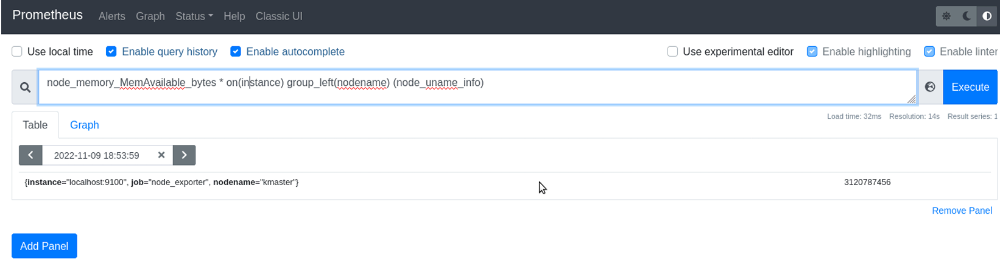 Prometheus Alerts Graph Status Help Classic UI
Use local time Enable query history Enable autocomplete Use experimental editor Enable highlighting Enable linter
node_memory_MemAvailable_bytes * on(instance) group_left(nodename) (node_uname_info) Execute
Load time: 32ms Resolution: 14s Result series: 1
Table Graph
2022-11-09 18:53:59
{instance="localhost:9100", job="node_exporter", nodename="kmaster"} 3120787456
Remove Panel
Add Panel